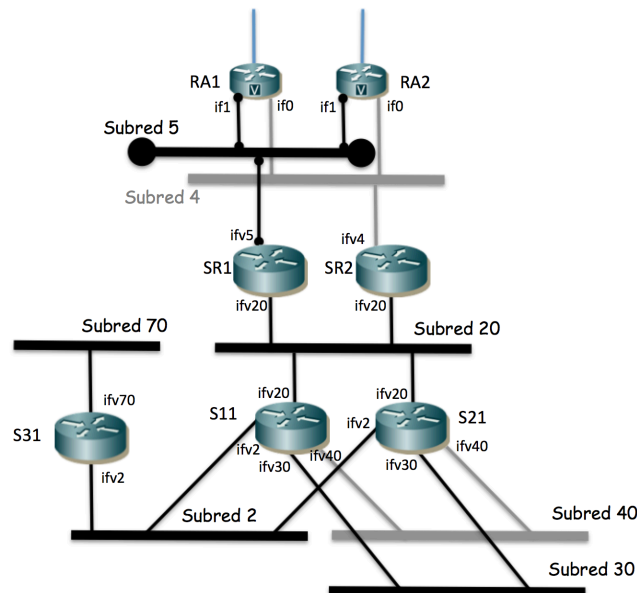 RA1
RA2
V
V
if1
if0
if1
if0
Subred 5
Subred 4
ifv5
ifv4
SR1
SR2
ifv20
ifv20
Subred 70
Subred 20
ifv70
ifv20
ifv20
S31
S11
S21
ifv2
ifv2
ifv40
ifv2
ifv40
ifv30
ifv30
Subred 2
Subred 40
Subred 30